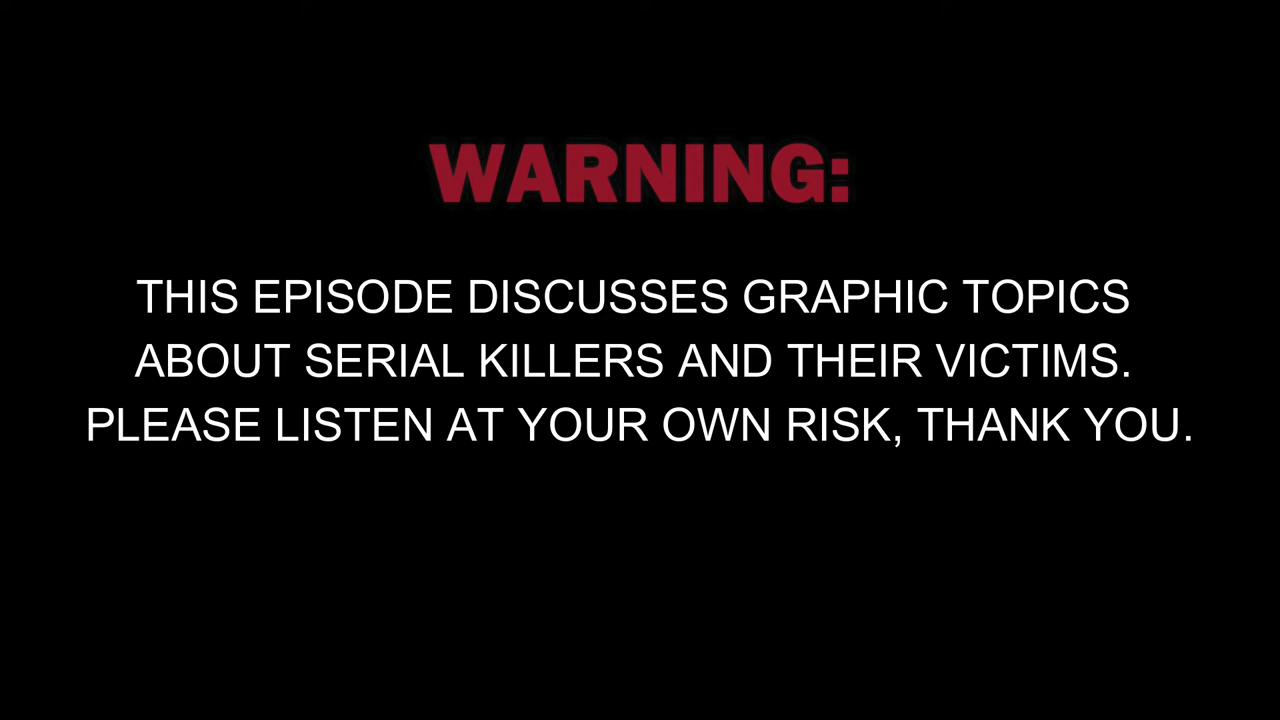 WARNING:
THIS EPISODE DISCUSSES GRAPHIC TOPICS
ABOUT SERIAL KILLERS AND THEIR VICTIMS.
PLEASE LISTEN AT YOUR OWN RISK, THANK YOU.